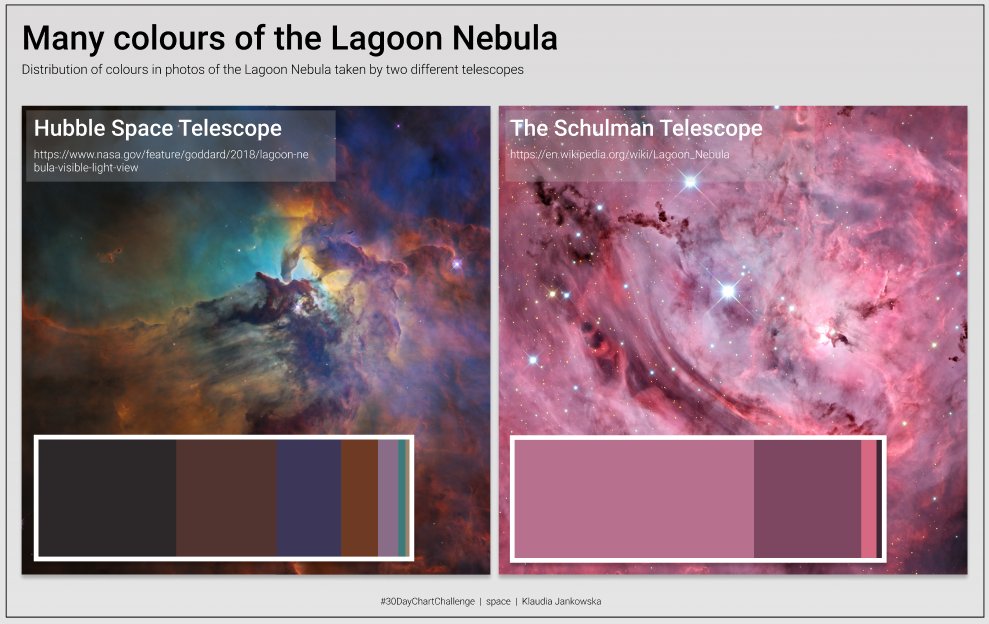 Many colours of the Lagoon Nebula
Distribution of colours in photos of the Lagoon Nebula taken by two different telescopes
Hubble Space Telescope
https://www.nasa.gov/feature/goddard/2018/lagoon-ne
bula-visible-light-view
The Schulman Telescope
https://en.wikipedia.org/wiki/Lagoon_Nebula
#30DayChartChallenge | space | Klaudia Jankowska